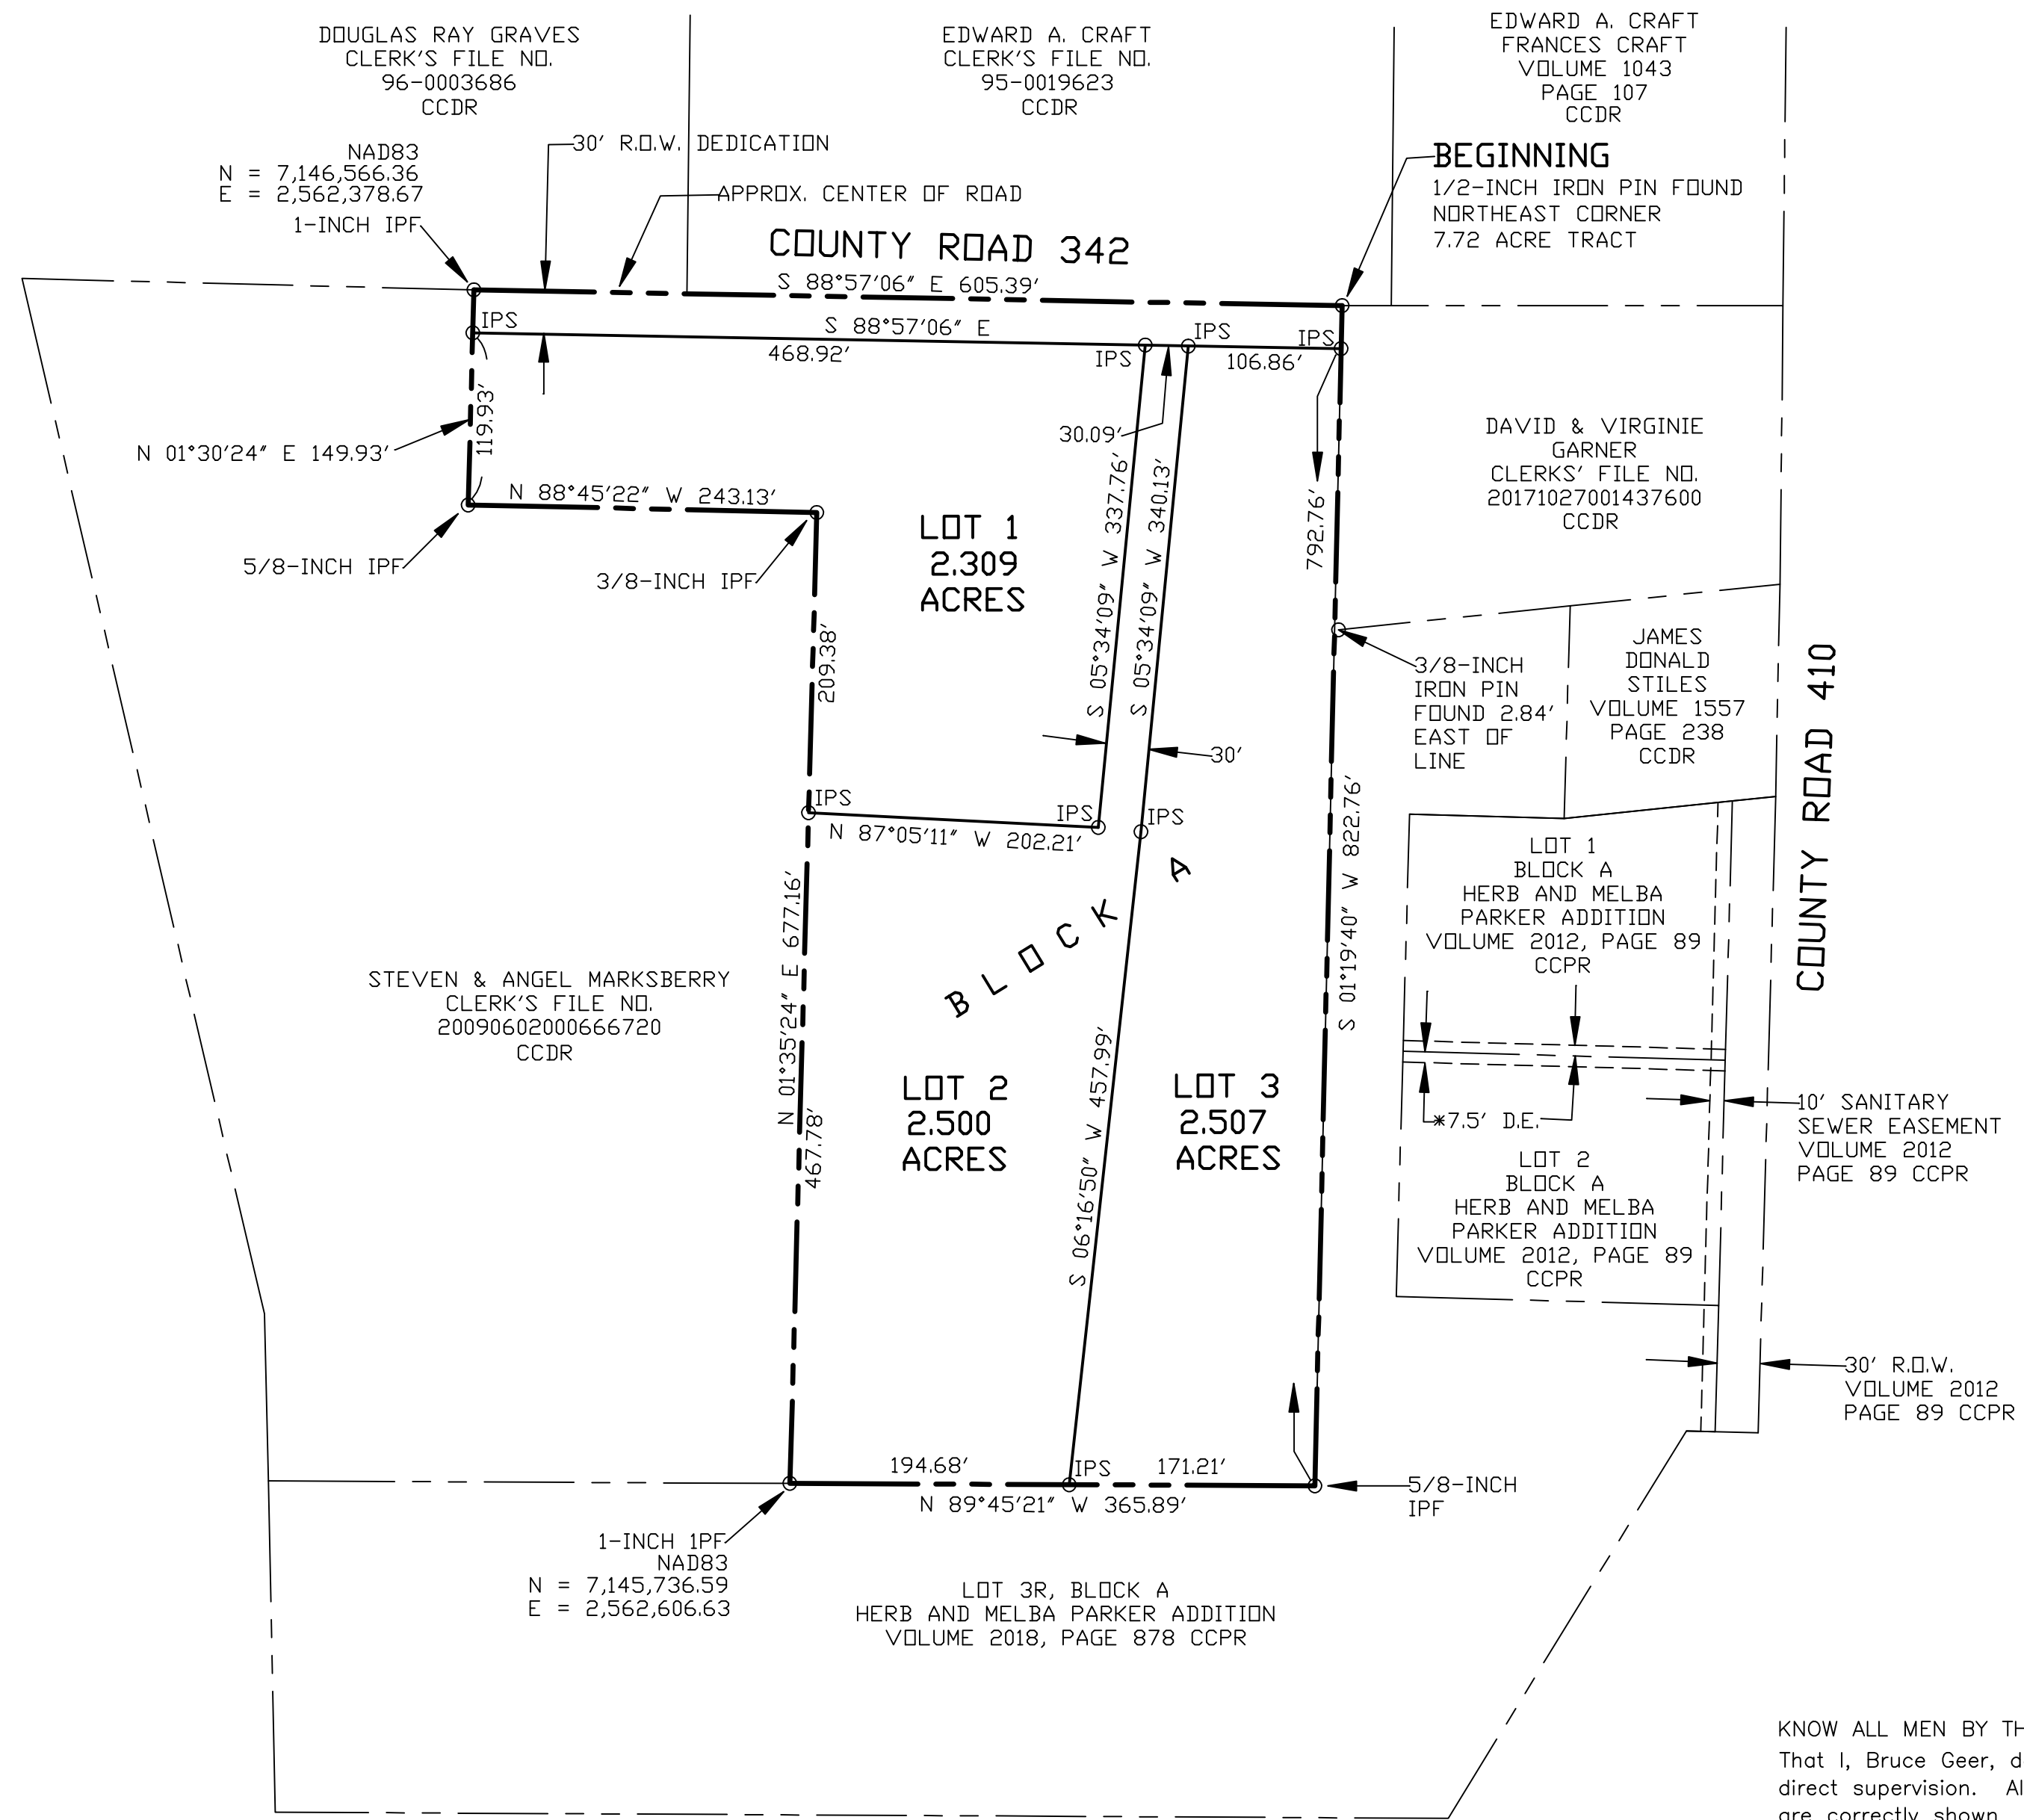 DOUGLAS RAY GRAVES
CLERK'S FILE NO.
96-0003686
CCDR
EDWARD A. CRAFT
CLERK'S FILE NO.
95-0019623
CCDR
EDWARD A. CRAFT
FRANCES CRAFT
VOLUME 1043
PAGE 107
CCDR
NAD83
N = 7,146,566.36
E = 2,562,378.67
1-INCH IPF
30' R.O.W. DEDICATION
APPROX. CENTER OF ROAD
BEGINNING
1/2-INCH IRON PIN FOUND
NORTHEAST CORNER
7.72 ACRE TRACT
COUNTY ROAD 342
S 88°57'06" E 605.39'
IPS
S 88°57'06" E
468.92'
IPS
IPS
IPS
106.86'
30.09'
119.93'
N 01°30'24" E 149.93'
N 88°45'22" W 243.13'
5/8-INCH IPF
3/8-INCH IPF
LOT 1
2.309
ACRES
S 05°34'09" W 337.76'
S 05°34'09" W 340.13'
792.76'
DAVID & VIRGINIE
GARNER
CLERKS' FILE NO.
20171027001437600
CCDR
209.38'
3/8-INCH
IRON PIN
FOUND 2.84'
EAST OF
LINE
JAMES
DONALD
STILES
VOLUME 1557
PAGE 238
CCDR
COUNTY ROAD 410
30'
IPS
IPS
IPS
N 87°05'11" W 202.21'
S 01°19'40" W 822.76'
BLOCK A
N 01°35'24" E 677.16'
467.78'
LOT 1
BLOCK A
HERB AND MELBA
PARKER ADDITION
VOLUME 2012, PAGE 89
CCPR
STEVEN & ANGEL MARKSBERRY
CLERK'S FILE NO.
20090602000666720
CCDR
LOT 2
2.500
ACRES
S 06°16'50" W 457.99'
LOT 3
2.507
ACRES
*7.5' D.E.
10' SANITARY
SEWER EASEMENT
VOLUME 2012
PAGE 89 CCPR
LOT 2
BLOCK A
HERB AND MELBA
PARKER ADDITION
VOLUME 2012, PAGE 89
CCPR
30' R.O.W.
VOLUME 2012
PAGE 89 CCPR
194.68'
IPS
171.21'
N 89°45'21" W 365.89'
5/8-INCH
IPF
1-INCH 1PF
NAD83
N = 7,145,736.59
E = 2,562,606.63
LOT 3R, BLOCK A
HERB AND MELBA PARKER ADDITION
VOLUME 2018, PAGE 878 CCPR
KNOW ALL MEN BY TH
That I, Bruce Geer, d
direct supervision. Al
are correctly shown